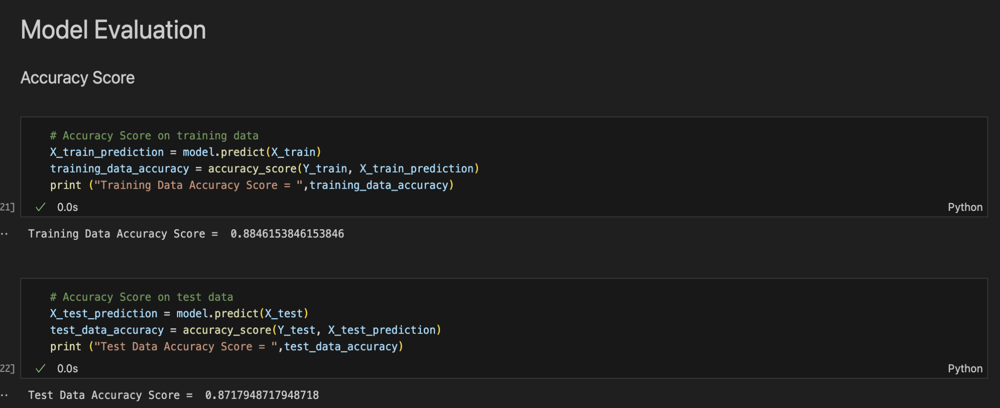 Model Evaluation
Accuracy Score
# Accuracy Score on training data
X_train_prediction = model.predict(X_train)
training_data_accuracy = accuracy_score(Y_train, X_train_prediction)
print ("Training Data Accuracy Score = ",training_data_accuracy)
21] ✓ 0.0s Python
·· Training Data Accuracy Score =  0.8846153846153846
# Accuracy Score on test data
X_test_prediction = model.predict(X_test)
test_data_accuracy = accuracy_score(Y_test, X_test_prediction)
print ("Test Data Accuracy Score = ",test_data_accuracy)
22] ✓ 0.0s Python
·· Test Data Accuracy Score =  0.8717948717948718